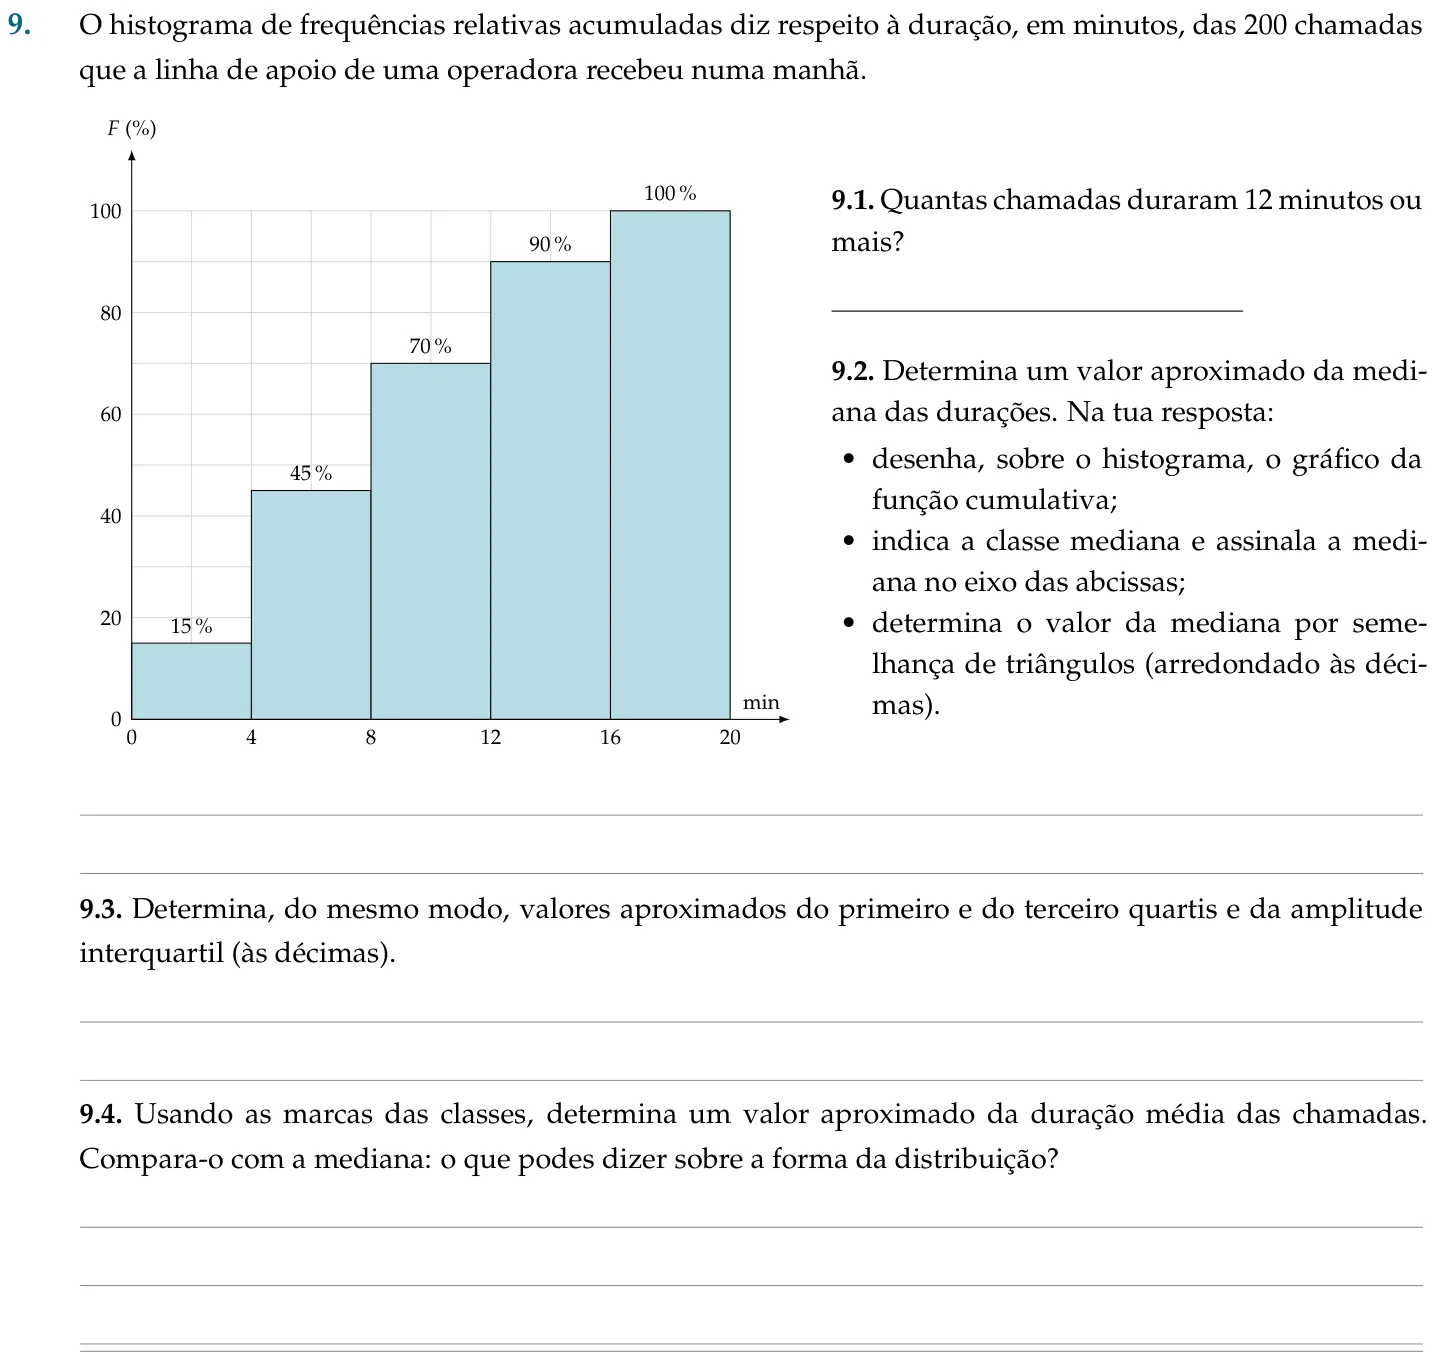 9. O histograma de frequências relativas acumuladas diz respeito à duração, em minutos, das 200 chamadas
que a linha de apoio de uma operadora recebeu numa manhã.
F (%)
100
80
60
40
20
0
15 %
45 %
70 %
90 %
100 %
0 4 8 12 16 20
min
9.1. Quantas chamadas duraram 12 minutos ou
mais?
9.2. Determina um valor aproximado da medi-
ana das durações. Na tua resposta:
• desenha, sobre o histograma, o gráfico da
função cumulativa;
• indica a classe mediana e assinala a medi-
ana no eixo das abcissas;
• determina o valor da mediana por seme-
lhança de triângulos (arredondado às déci-
mas).
9.3. Determina, do mesmo modo, valores aproximados do primeiro e do terceiro quartis e da amplitude
interquartil (às décimas).
9.4. Usando as marcas das classes, determina um valor aproximado da duração média das chamadas.
Compara-o com a mediana: o que podes dizer sobre a forma da distribuição?